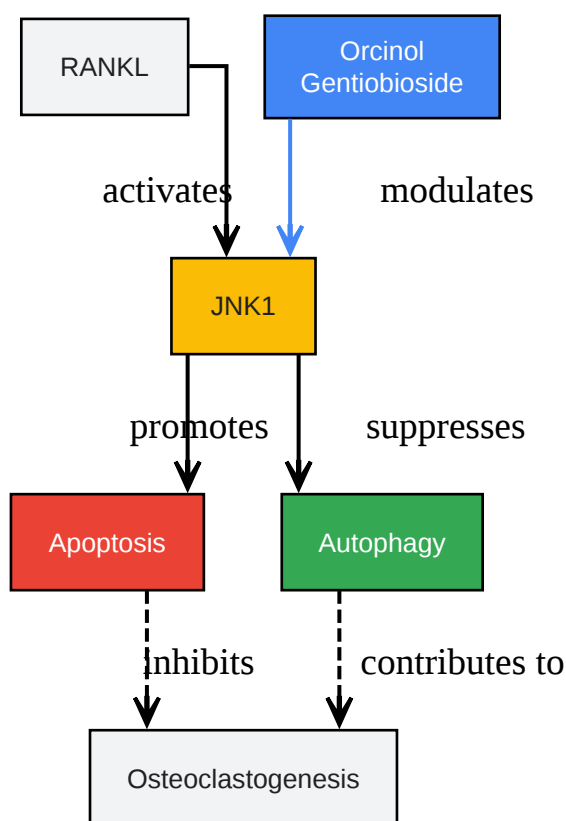 RANKL
Orcinol
Gentiobioside
activates
modulates
JNK1
promotes
suppresses
Apoptosis
Autophagy
inhibits
contributes to
Osteoclastogenesis